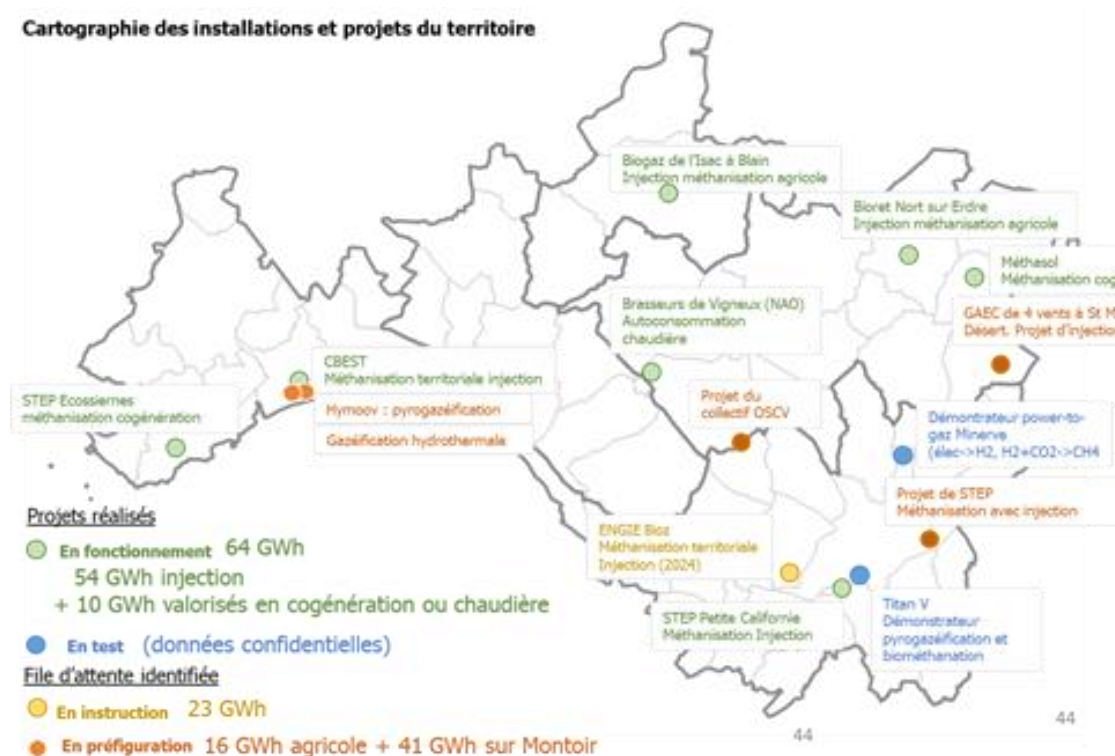 Cartographie des installations et projets du territoire
Biogaz de l'Isac à Blain
Injection méthanisation agricole
Bioret Nort sur Erdre
Injection méthanisation agricole
Méthasol
Méthanisation cog
GAEC de 4 vents à St M
Désert. Projet d'injection
Brasseurs de Vigneux (NAO)
Autoconsommation
chaudière
CBEST
Méthanisation territoriale injection
STEP Ecossiernes
méthanisation cogénération
Mymoov : pyrogazéification
Gazéification hydrothermale
Projet du
collectif OSCV
Démontrateur power-to-
gaz Minerve
(élec->H2, H2+CO2->CH4
Projet de STEP
Méthanisation avec injection
ENGIE Bioz
Méthanisation territoriale
Injection (2024)
STEP Petite Californie
Méthanisation Injection
Titan V
Démonstrateur
pyrogazéification et
biométhanation
Projets réalisés
En fonctionnement 64 GWh
54 GWh injection
+ 10 GWh valorisés en cogénération ou chaudière
En test (données confidentielles)
File d'attente identifiée
En instruction 23 GWh
En préfiguration 16 GWh agricole + 41 GWh sur Montoir
44
44